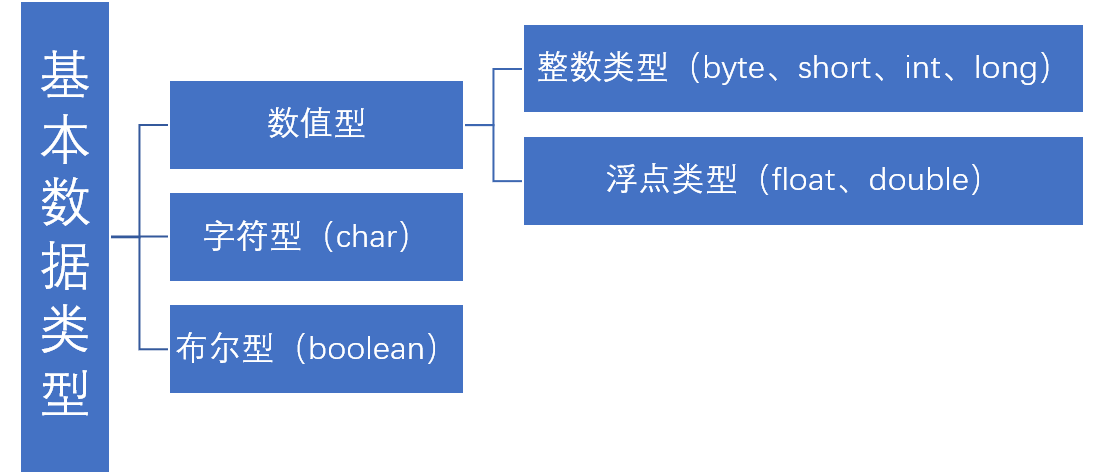 基本数据类型
数值型
整数类型（byte、short、int、long）
浮点类型（float、double）
字符型（char）
布尔型（boolean）